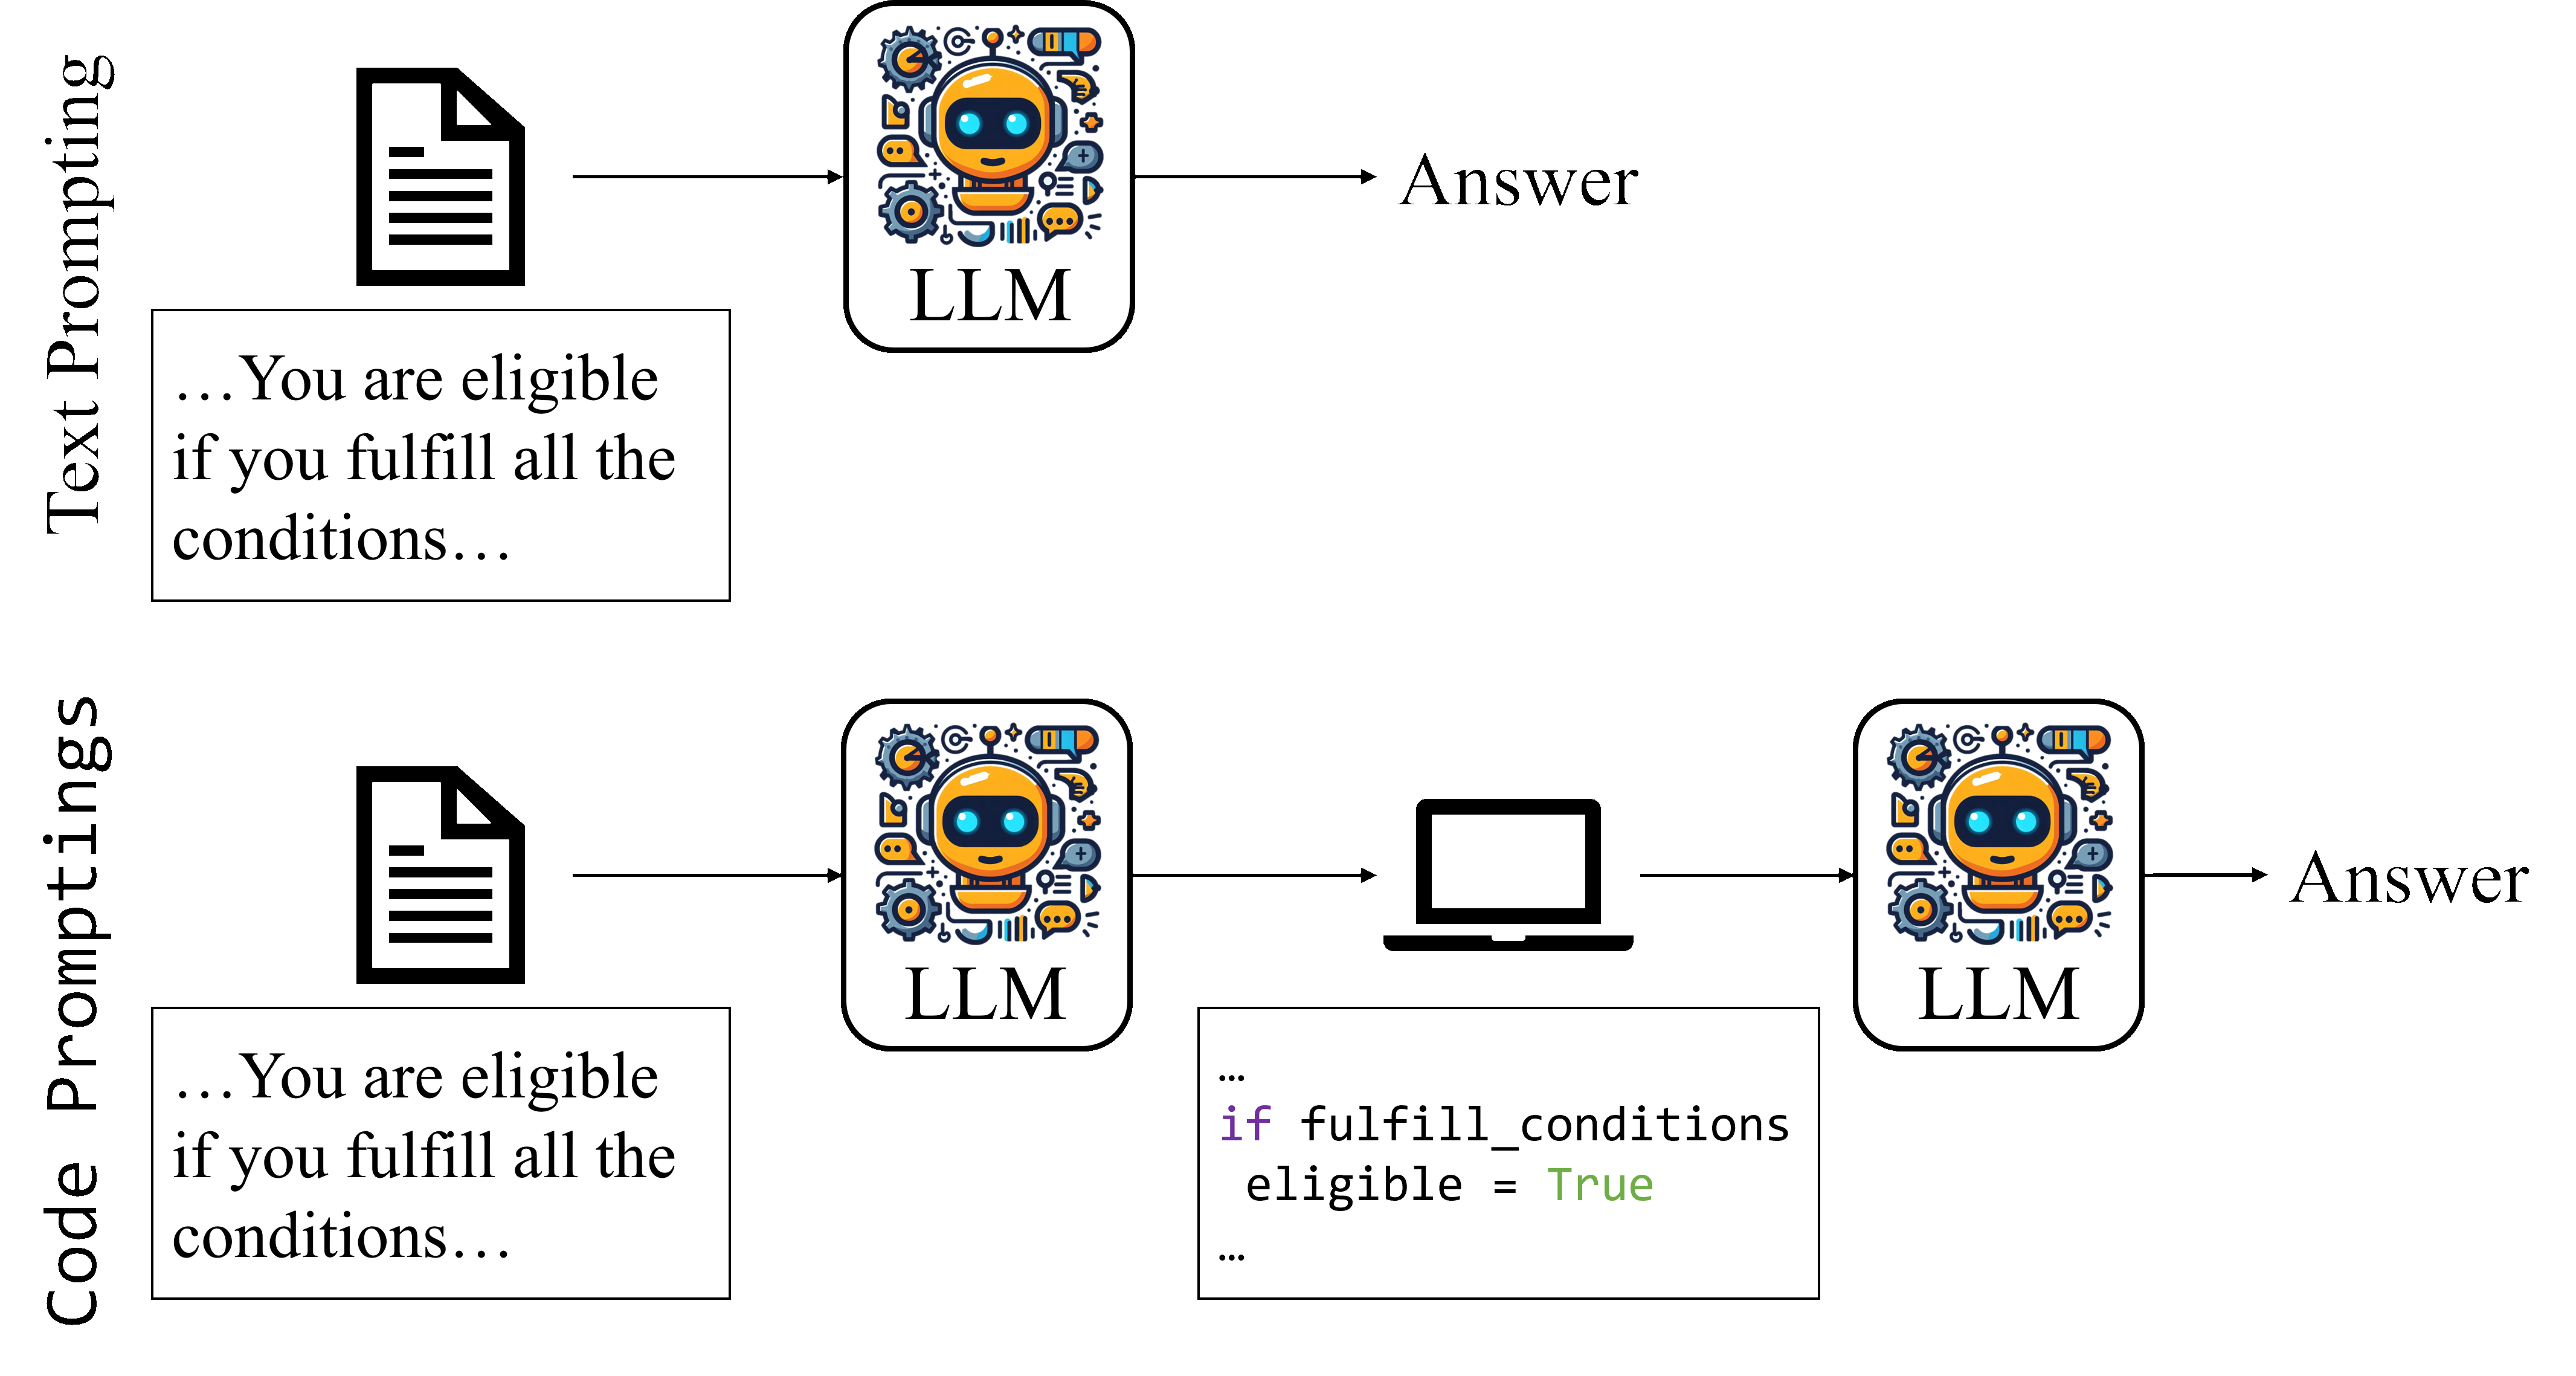 Text Prompting
LLM
Answer
…You are eligible
if you fulfill all the
conditions…
Code Promptings
LLM
LLM
Answer
…You are eligible
if you fulfill all the
conditions…
…
if fulfill_conditions
 eligible = True
…